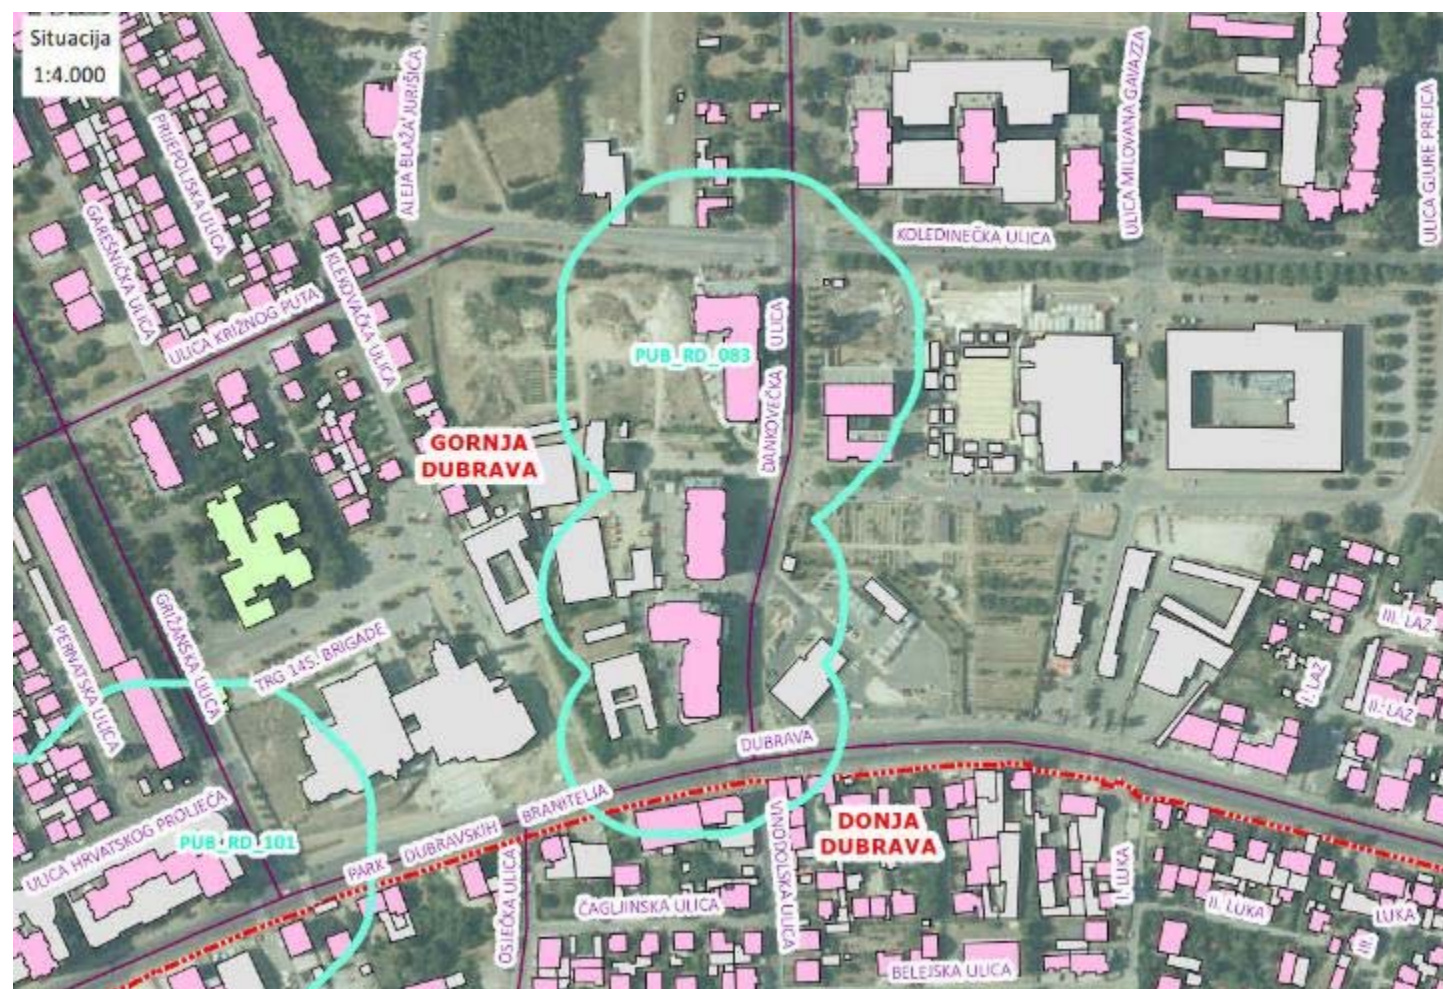 Situacija
1:4.000
PRIJEPOLJSKA ULICA
GAREŠNIČKA ULICA
ALEJA BLAŽA JURIŠIĆA
ULICA MILOVANA GAVAZZA
ULICA GJURE PREJCA
KOLEDINEČKA ULICA
KLEKOVAČKA ULICA
ULICA KRIŽNOG PUTA
PUB_RD_083
DANKOVEČKA ULICA
GORNJA
DUBRAVA
PERIVATSKA ULICA
GRIŽANSKA ULICA
TRG 145. BRIGADE
III. LAZ
I. LAZ
II. LAZ
DUBRAVA
ULICA HRVATSKOG PROLJEĆA
PUB_RD_101
PARK DUBRAVSKIH BRANITELJA
DONJA
DUBRAVA
OSJEČKA ULICA
ČAGLJINSKA ULICA
VINODOLSKA ULICA
I. LUKA
II. LUKA
III. LUKA
BELEJSKA ULICA